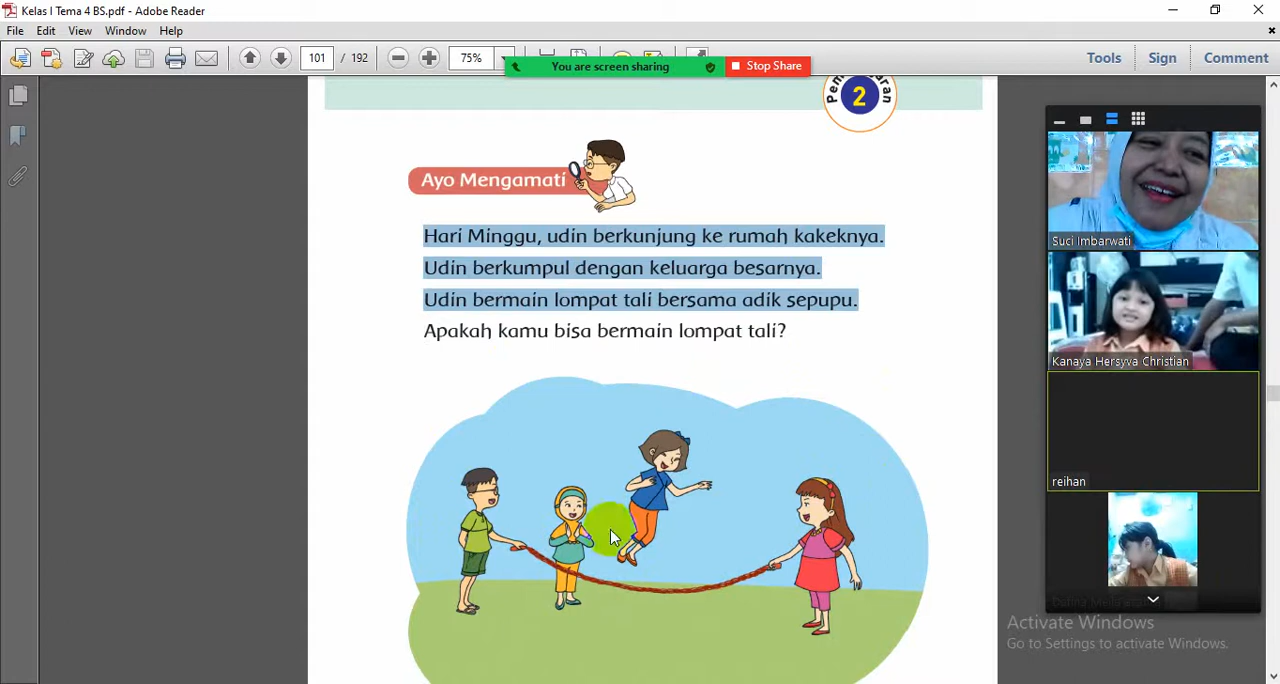 Kelas I Tema 4 BS.pdf - Adobe Reader
File Edit View Window Help
101 / 192 75% Tools Sign Comment
You are screen sharing Stop Share
2
Ayo Mengamati
Hari Minggu, udin berkunjung ke rumah kakeknya.
Udin berkumpul dengan keluarga besarnya.
Udin bermain lompat tali bersama adik sepupu.
Apakah kamu bisa bermain lompat tali?
Suci Imbarwati
Kanaya Hersyva Christian
reihan
Activate Windows
Go to Settings to activate Windows.